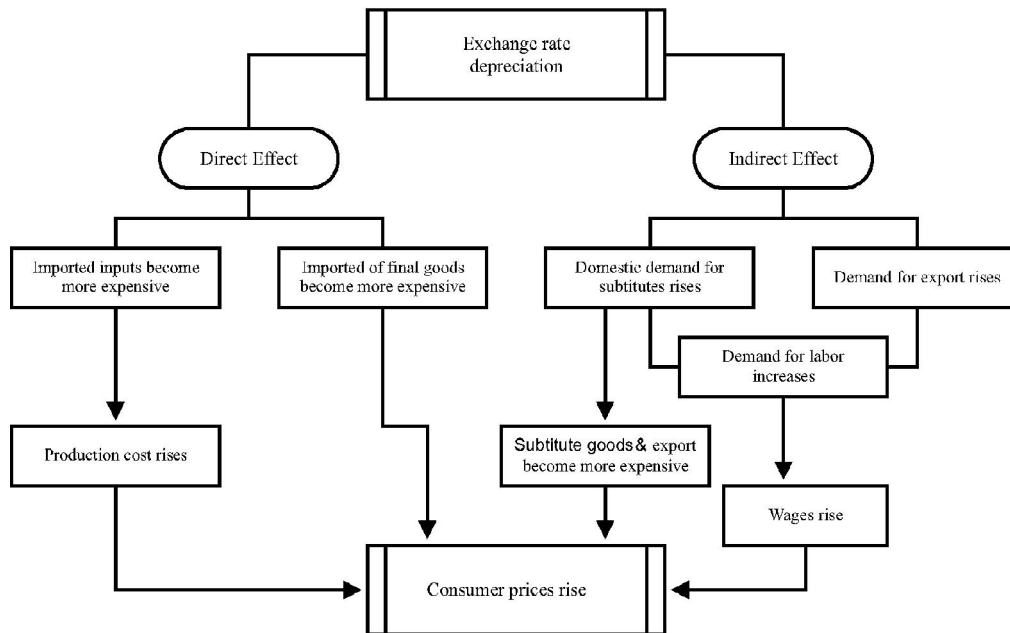 Exchange rate
depreciation
Direct Effect
Indirect Effect
Imported inputs become
more expensive
Imported of final goods
become more expensive
Domestic demand for
subtitutes rises
Demand for export rises
Demand for labor
increases
Production cost rises
Subtitute goods & export
become more expensive
Wages rise
Consumer prices rise